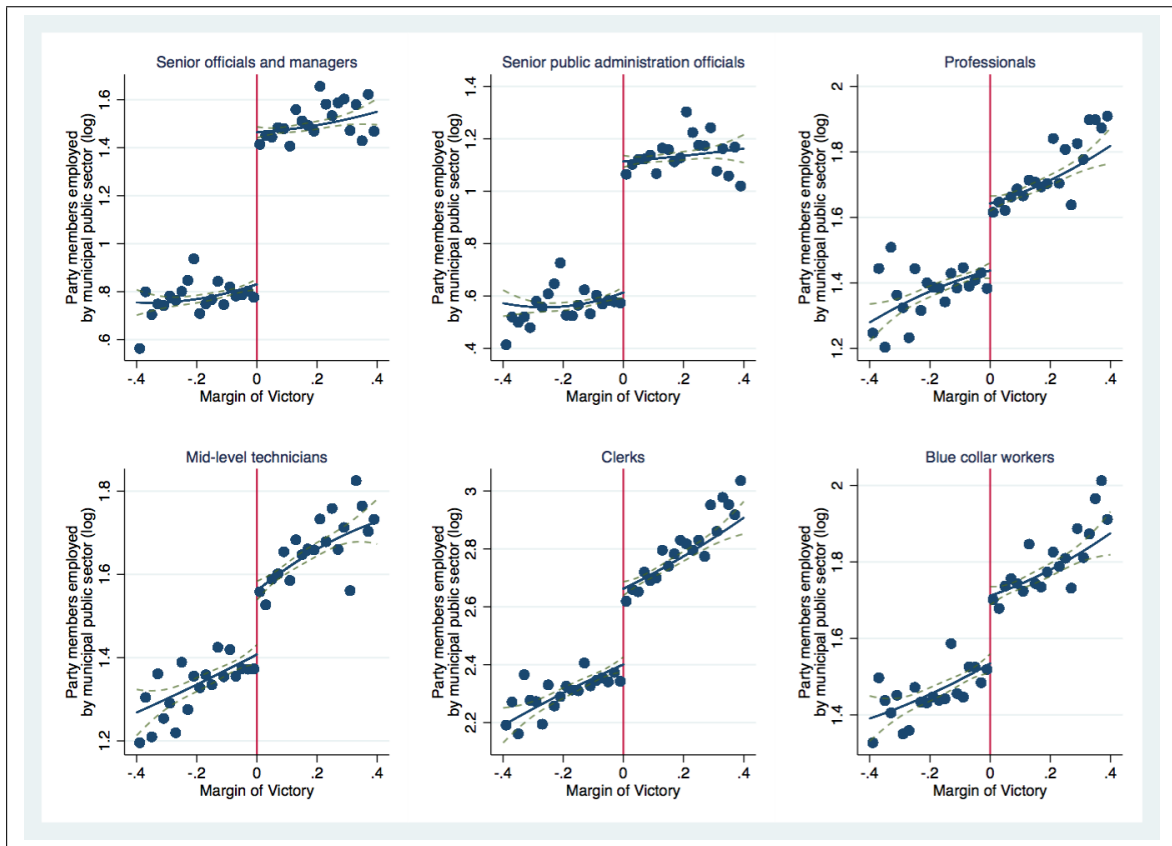 Senior officials and managers
Party members employed
by municipal public sector (log)
1.6
1.4
1.2
1
.8
.6
-.4
-.2
0
.2
.4
Margin of Victory
Senior public administration officials
Party members employed
by municipal public sector (log)
1.4
1.2
1
.8
.6
.4
-.4
-.2
0
.2
.4
Margin of Victory
Professionals
Party members employed
by municipal public sector (log)
2
1.8
1.6
1.4
1.2
-.4
-.2
0
.2
.4
Margin of Victory
Mid-level technicians
Party members employed
by municipal public sector (log)
1.8
1.6
1.4
1.2
-.4
-.2
0
.2
.4
Margin of Victory
Clerks
Party members employed
by municipal public sector (log)
3
2.8
2.6
2.4
2.2
-.4
-.2
0
.2
.4
Margin of Victory
Blue collar workers
Party members employed
by municipal public sector (log)
2
1.8
1.6
1.4
-.4
-.2
0
.2
.4
Margin of Victory